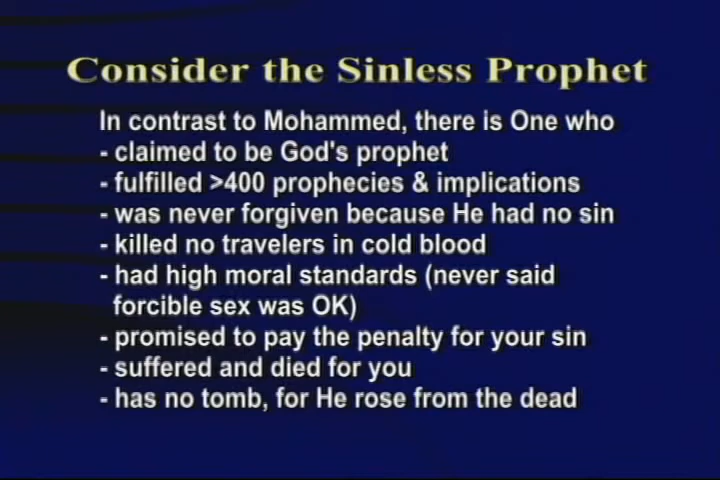 Consider the Sinless Prophet
In contrast to Mohammed, there is One who
- claimed to be God's prophet
- fulfilled >400 prophecies & implications
- was never forgiven because He had no sin
- killed no travelers in cold blood
- had high moral standards (never said
forcible sex was OK)
- promised to pay the penalty for your sin
- suffered and died for you
- has no tomb, for He rose from the dead